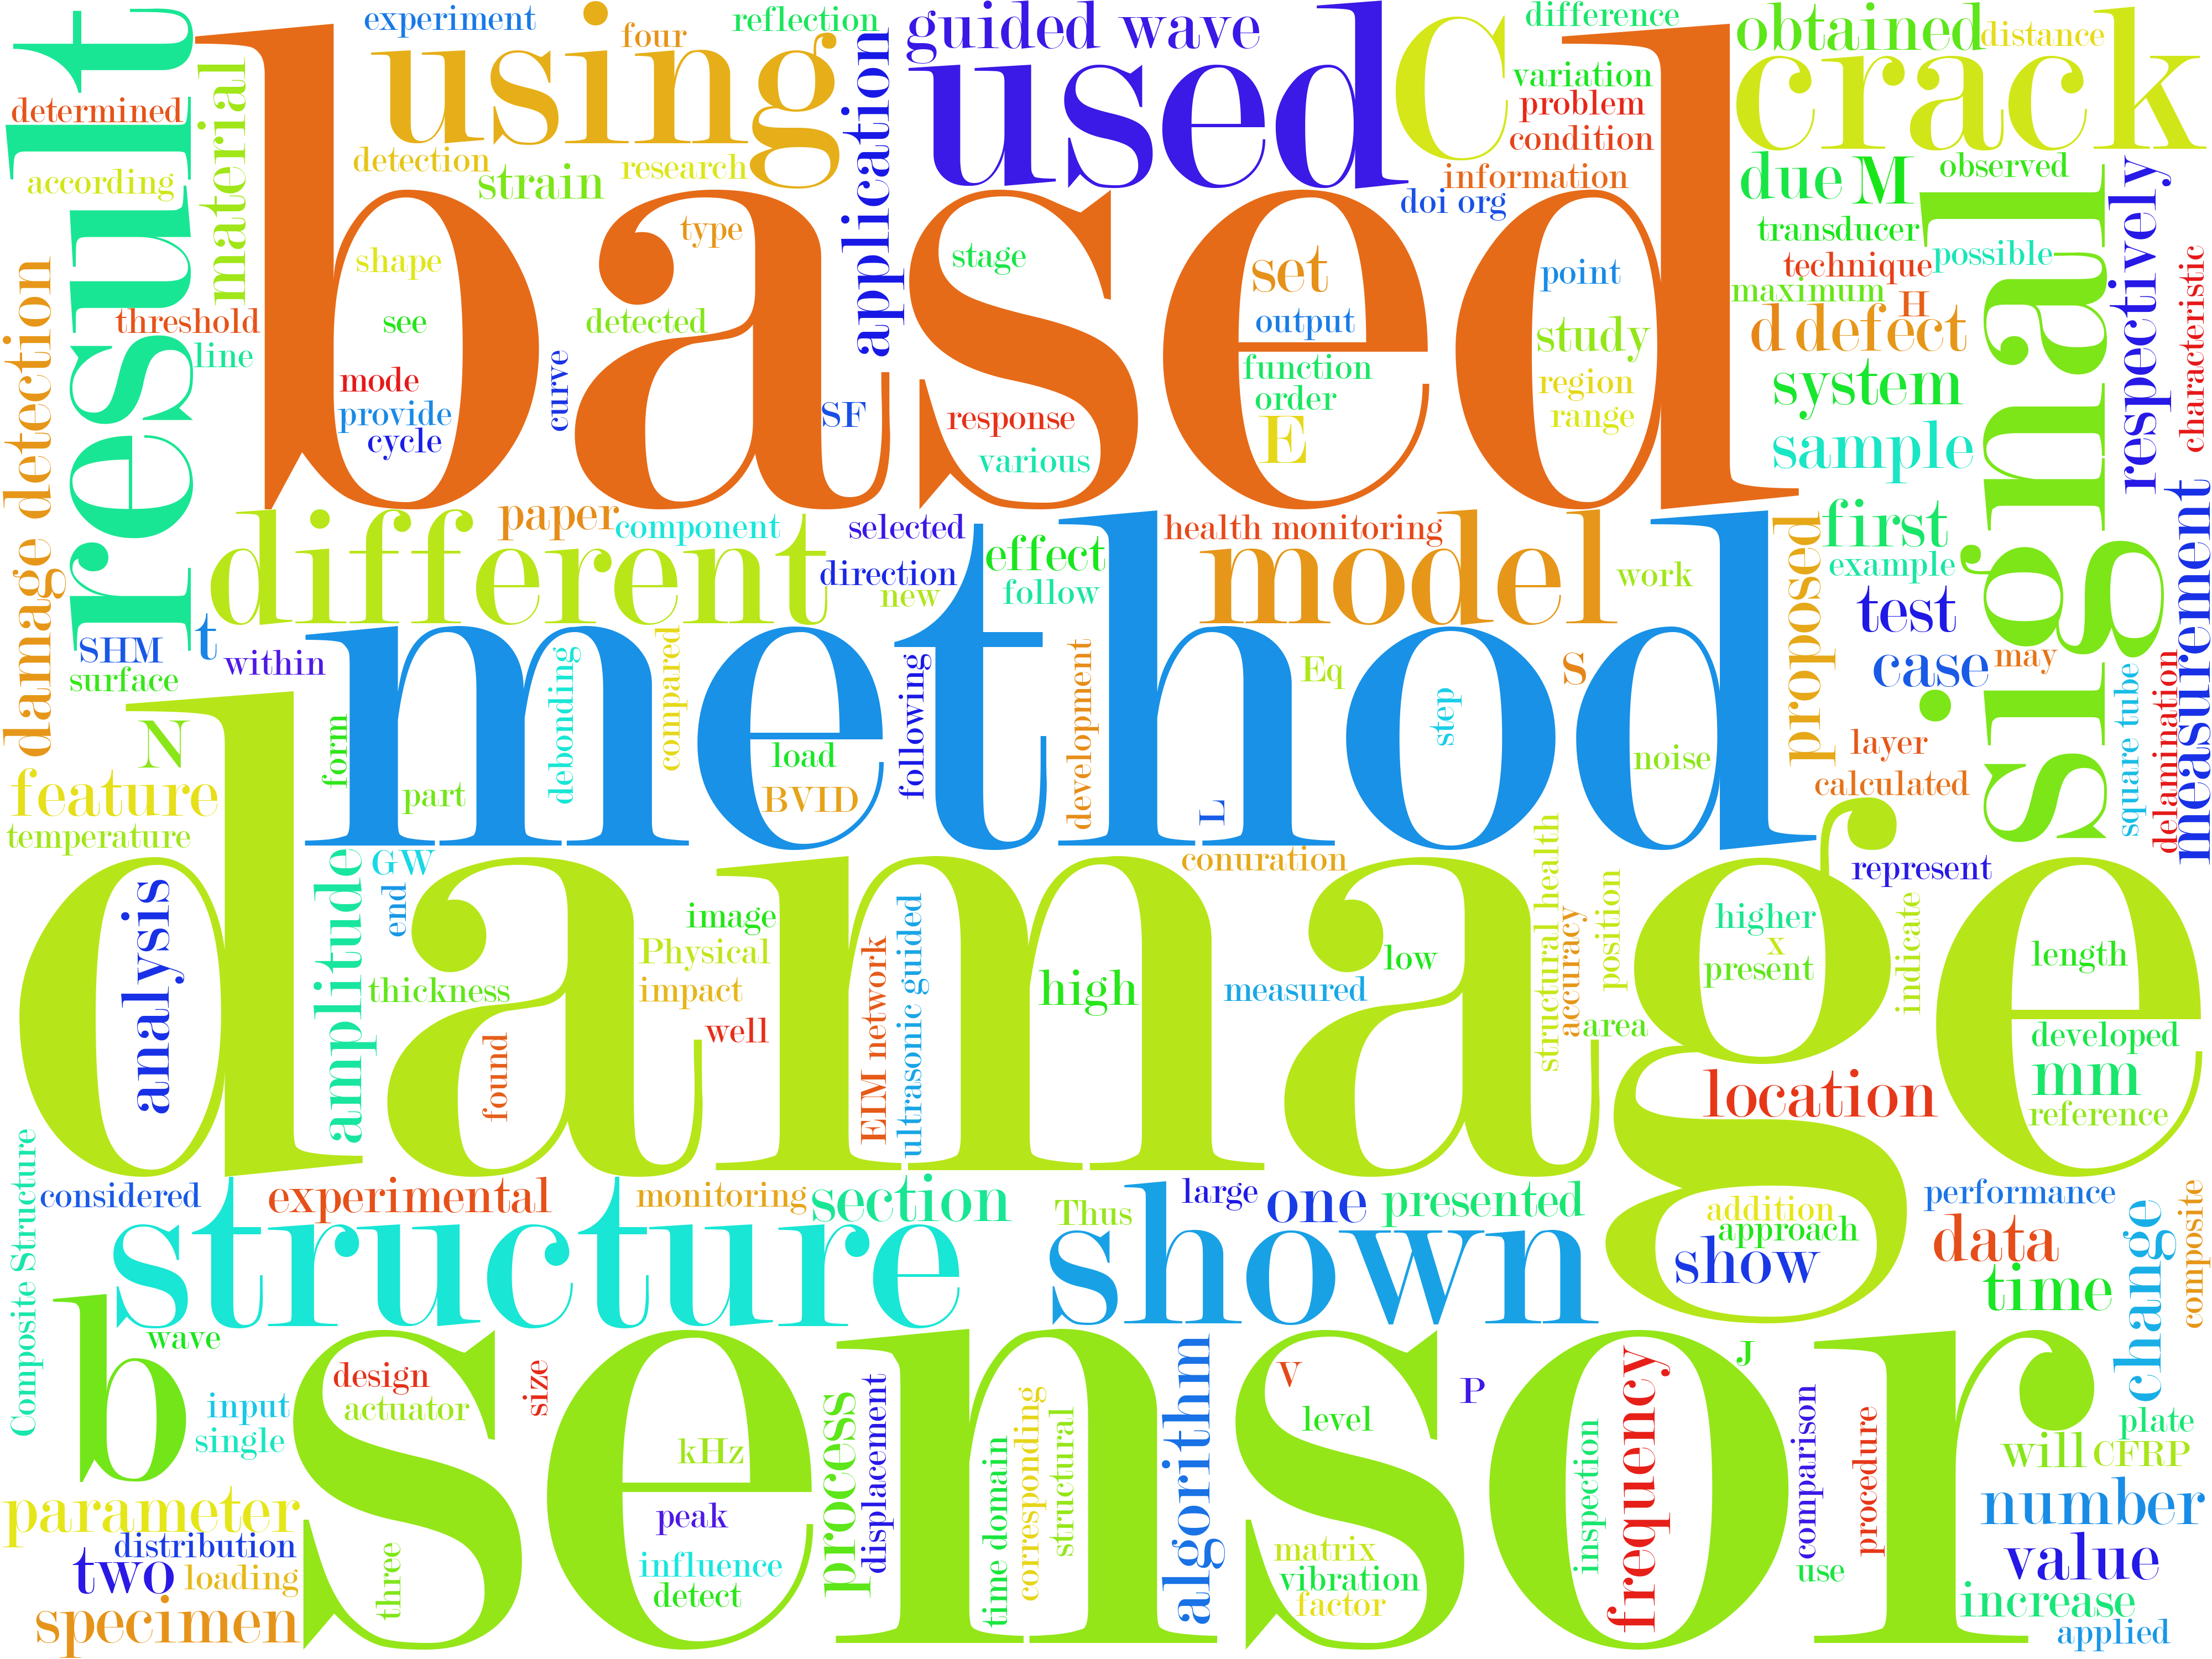 experiment
reflection
guided wave
difference
obtained
distance
using
four
used
C
crack
result
material
determined
application
variation
problem
condition
detection
strain
research
according
information
doi org
due
M
observed
based
signal
respectively
transducer
possible
technique
maximum
H
characteristic
type
shape
stage
set
point
threshold
see
detected
output
d
defect
study
line
curve
function
system
mode
region
order
provide
SF
response
range
cycle
E
sample
various
damage detection
paper
component
selected
health monitoring
first
measurement
different
effect
model
proposed
direction
new
follow
work
example
test
method
SHM
t
within
surface
debonding
compared
following
development
Eq
step
S
case
may
square tube
delamination
N
form
load
noise
layer
feature
part
BVID
L
calculated
temperature
damage
amplitude
GW
conuration
represent
analysis
end
image
structural health
position
higher
indicate
EIM network
ultrasonic guided
accuracy
Physical
low
x
length
present
thickness
impact
high
measured
well
area
developed
found
location
mm
reference
Composite Structure
considered
experimental
monitoring
section
large
one
presented
performance
composite
Thus
addition
approach
structure
shown
show
data
change
time
b
wave
sensor
design
size
algorithm
V
frequency
J
input
actuator
process
displacement
corresponding
structural
P
comparison
procedure
plate
single
kHz
time domain
level
inspection
will
CFRP
parameter
peak
number
distribution
three
matrix
two
loading
influence
vibration
use
value
specimen
detect
factor
increase
applied